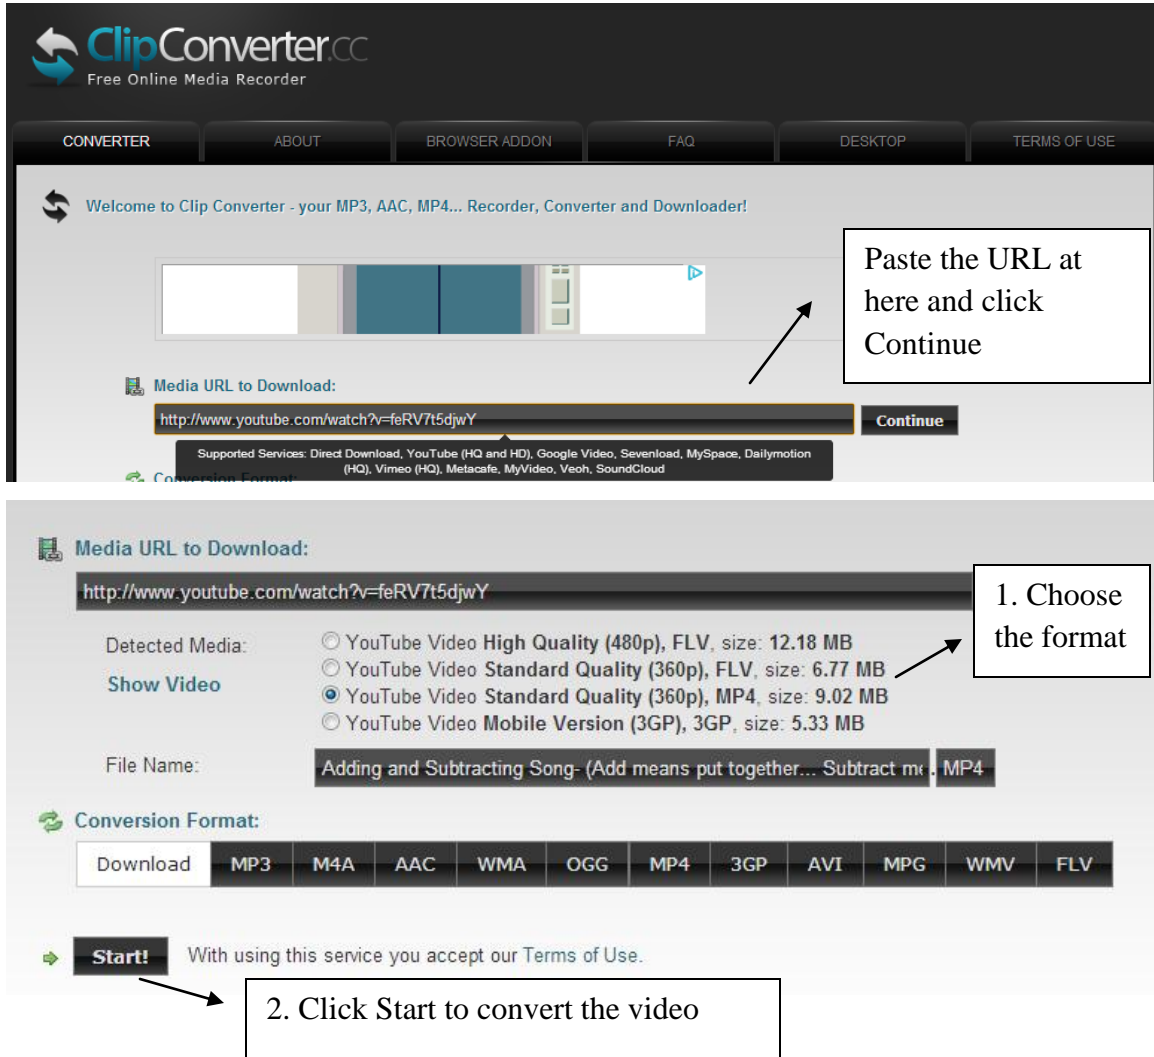 ClipConverter.cc
Free Online Media Recorder
CONVERTER ABOUT BROWSER ADDON FAQ DESKTOP TERMS OF USE
Welcome to Clip Converter - your MP3, AAC, MP4... Recorder, Converter and Downloader!
Paste the URL at
here and click
Continue
Media URL to Download:
http://www.youtube.com/watch?v=feRV7t5djwY Continue
Supported Services: Direct Download, YouTube (HQ and HD), Google Video, Sevenload, MySpace, Dailymotion
(HQ), Vimeo (HQ), Metacafe, MyVideo, Veoh, SoundCloud
Conversion Format:
Media URL to Download:
http://www.youtube.com/watch?v=feRV7t5djwY
1. Choose
the format
Detected Media: YouTube Video High Quality (480p), FLV, size: 12.18 MB
YouTube Video Standard Quality (360p), FLV, size: 6.77 MB
Show Video
YouTube Video Standard Quality (360p), MP4, size: 9.02 MB
YouTube Video Mobile Version (3GP), 3GP, size: 5.33 MB
File Name: Adding and Subtracting Song- (Add means put together... Subtract me . MP4
Conversion Format:
Download MP3 M4A AAC WMA OGG MP4 3GP AVI MPG WMV FLV
Start! With using this service you accept our Terms of Use.
2. Click Start to convert the video